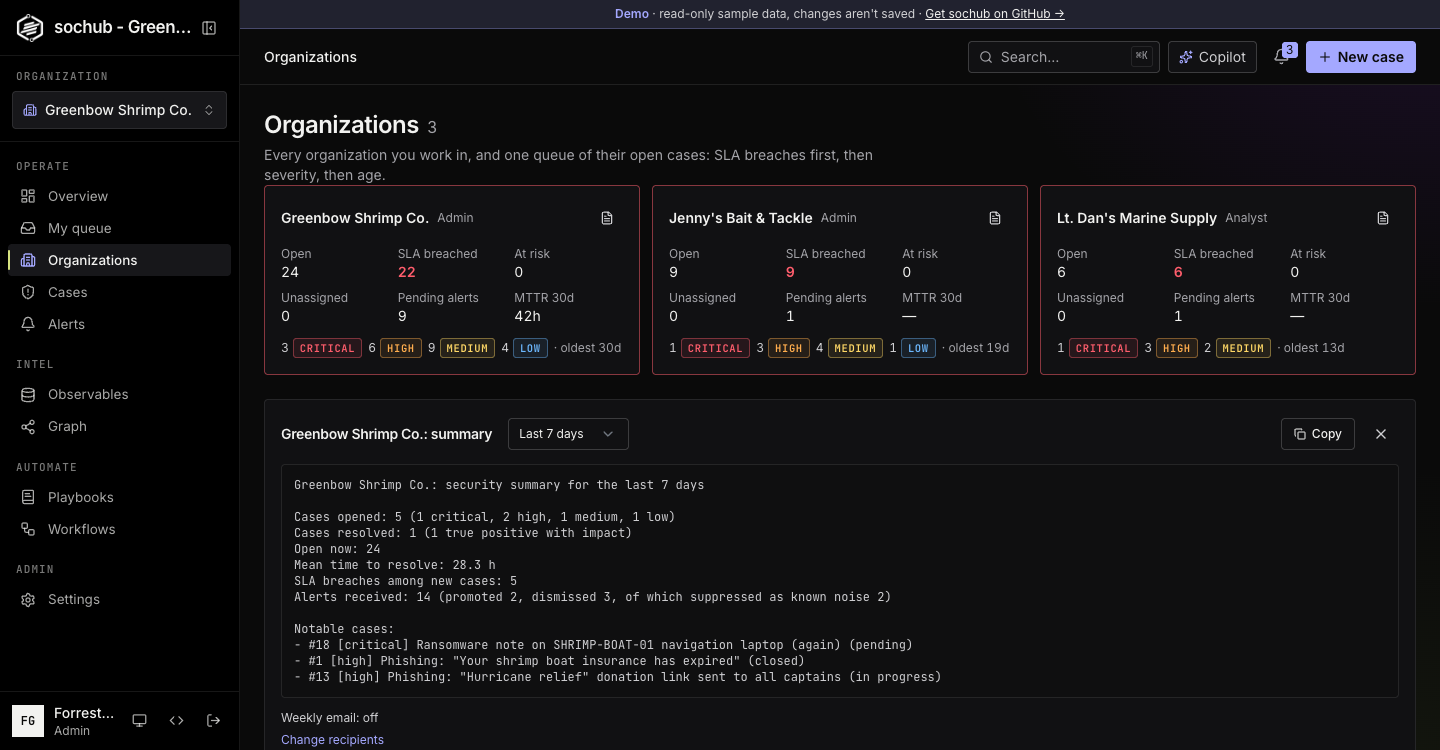 sochub - Green...
Demo · read-only sample data, changes aren't saved · Get sochub on GitHub →
ORGANIZATION
Greenbow Shrimp Co.
OPERATE
Overview
My queue
Organizations
Cases
Alerts
INTEL
Observables
Graph
AUTOMATE
Playbooks
Workflows
ADMIN
Settings
FG
Forrest...
Admin
Organizations
Search...
⌘K
Copilot
3
New case
Organizations 3
Every organization you work in, and one queue of their open cases: SLA breaches first, then
severity, then age.
Greenbow Shrimp Co. Admin
Open SLA breached At risk
24 22 0
Unassigned Pending alerts MTTR 30d
0 9 42h
3 CRITICAL 6 HIGH 9 MEDIUM 4 LOW · oldest 30d
Jenny's Bait & Tackle Admin
Open SLA breached At risk
9 9 0
Unassigned Pending alerts MTTR 30d
0 1 —
1 CRITICAL 3 HIGH 4 MEDIUM 1 LOW · oldest 19d
Lt. Dan's Marine Supply Analyst
Open SLA breached At risk
6 6 0
Unassigned Pending alerts MTTR 30d
0 1 —
1 CRITICAL 3 HIGH 2 MEDIUM · oldest 13d
Greenbow Shrimp Co.: summary Last 7 days Copy
Greenbow Shrimp Co.: security summary for the last 7 days
Cases opened: 5 (1 critical, 2 high, 1 medium, 1 low)
Cases resolved: 1 (1 true positive with impact)
Open now: 24
Mean time to resolve: 28.3 h
SLA breaches among new cases: 5
Alerts received: 14 (promoted 2, dismissed 3, of which suppressed as known noise 2)
Notable cases:
- #18 [critical] Ransomware note on SHRIMP-BOAT-01 navigation laptop (again) (pending)
- #1 [high] Phishing: "Your shrimp boat insurance has expired" (closed)
- #13 [high] Phishing: "Hurricane relief" donation link sent to all captains (in progress)
Weekly email: off
Change recipients